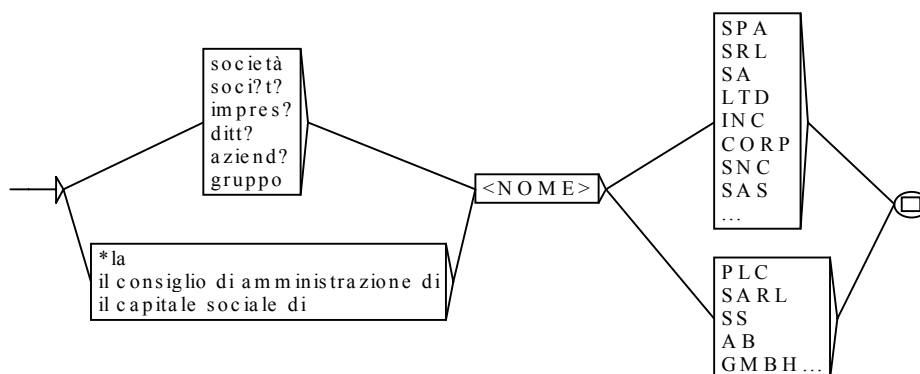 società
soci?t?
impres?
ditt?
aziend?
gruppo
*la
il consiglio di amministrazione di
il capitale sociale di
<NOME>
SPA
SRL
SA
LTD
INC
CORP
SNC
SAS
...
PLC
SARL
SS
AB
GMBH...